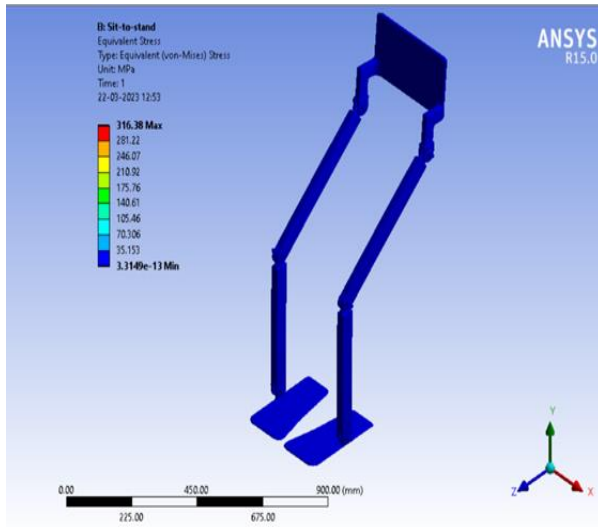 B: Sit-to-stand
Equivalent Stress
Type: Equivalent (von-Mises) Stress
Unit: MPa
Time: 1
22-03-2023 12:53
316.38 Max
281.22
246.07
210.92
175.76
140.61
105.46
70.306
35.153
3.3149e-13 Min
ANSYS
R15.0
Y
Z
X
0.00 450.00 900.00 (mm)
225.00 675.00